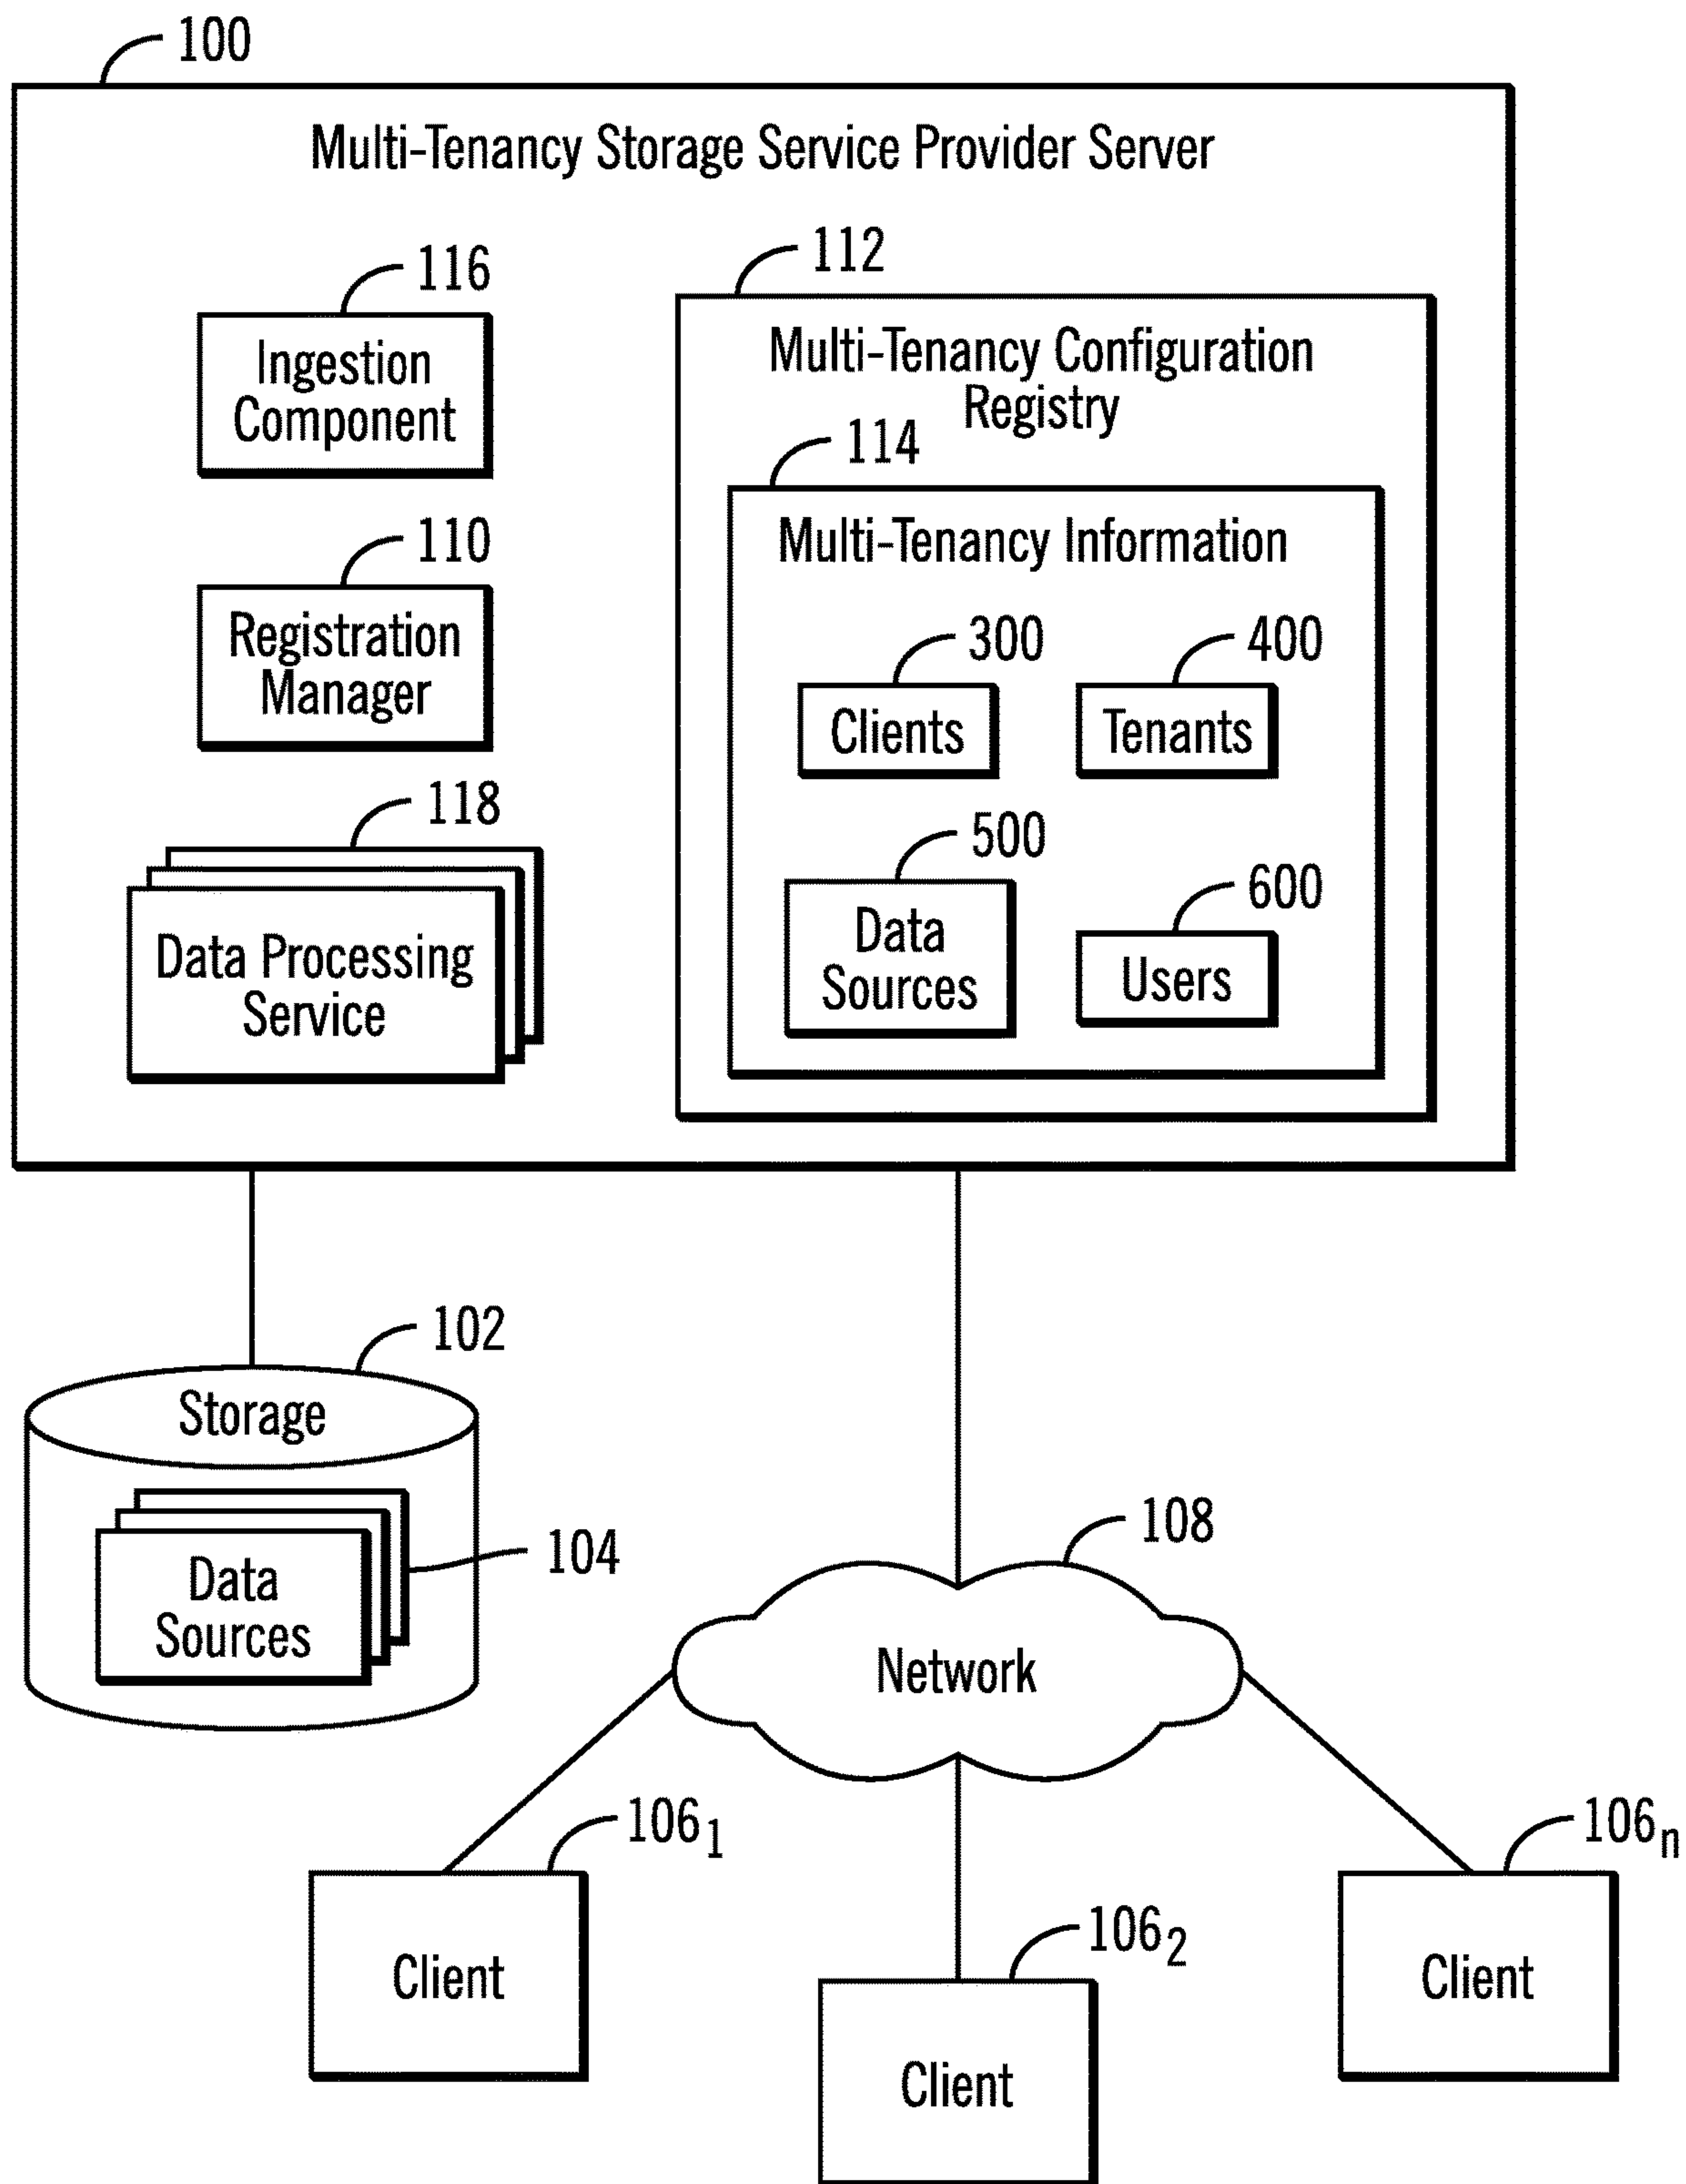 100
Multi-Tenancy Storage Service Provider Server
116
Ingestion
Component
110
Registration
Manager
118
Data Processing
Service
112
Multi-Tenancy Configuration
Registry
114
Multi-Tenancy Information
300
Clients
400
Tenants
500
Data
Sources
600
Users
102
Storage
104
Data
Sources
108
Network
106₁
Client
106₂
Client
106ₙ
Client